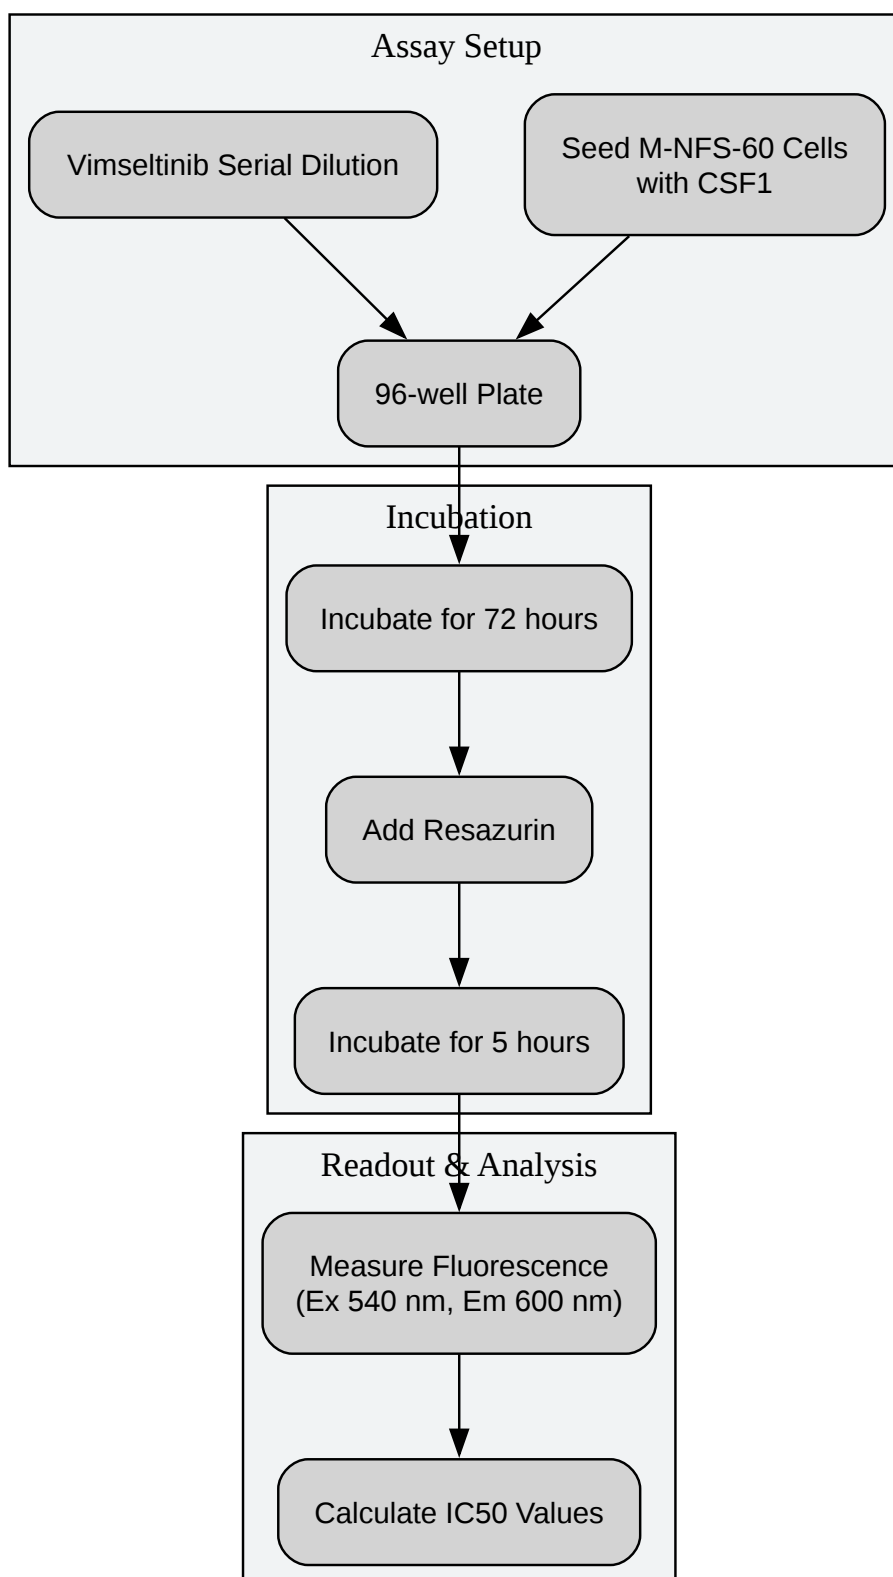 Assay Setup
Vimseltinib Serial Dilution
Seed M-NFS-60 Cells
with CSF1
96-well Plate
Incubation
Incubate for 72 hours
Add Resazurin
Incubate for 5 hours
Readout & Analysis
Measure Fluorescence
(Ex 540 nm, Em 600 nm)
Calculate IC50 Values